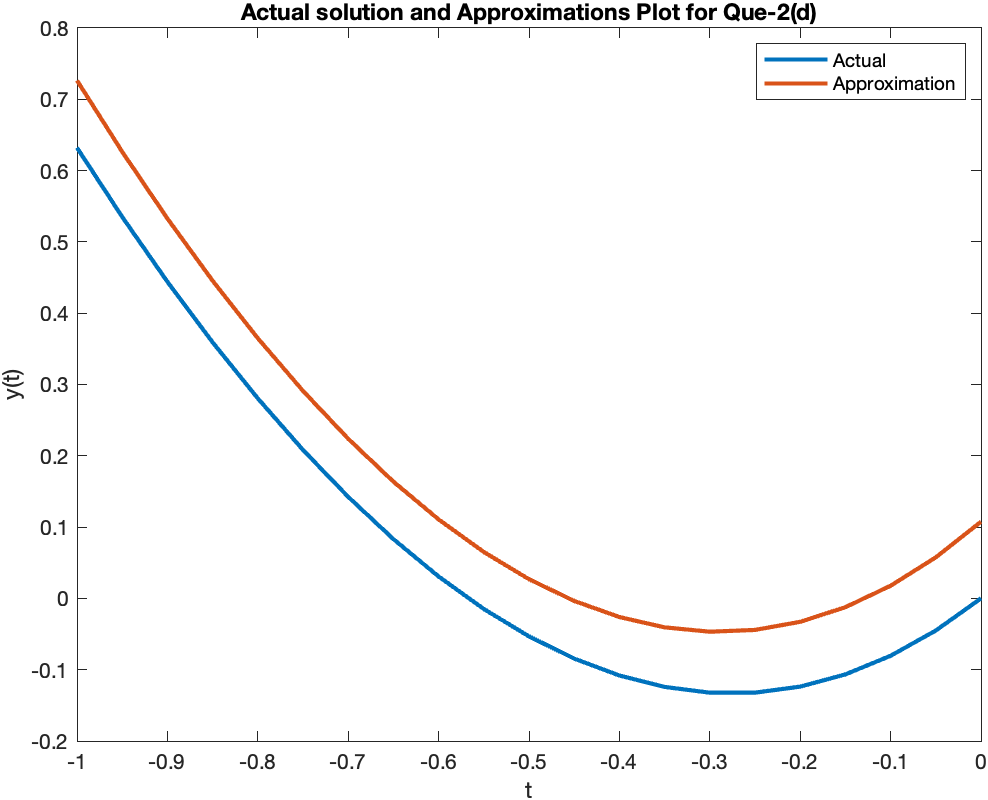 Actual solution and Approximations Plot for Que-2(d)
Actual
Approximation
0.8
0.7
0.6
0.5
0.4
0.3
0.2
0.1
0
-0.1
-0.2
y(t)
-1 -0.9 -0.8 -0.7 -0.6 -0.5 -0.4 -0.3 -0.2 -0.1 0
t